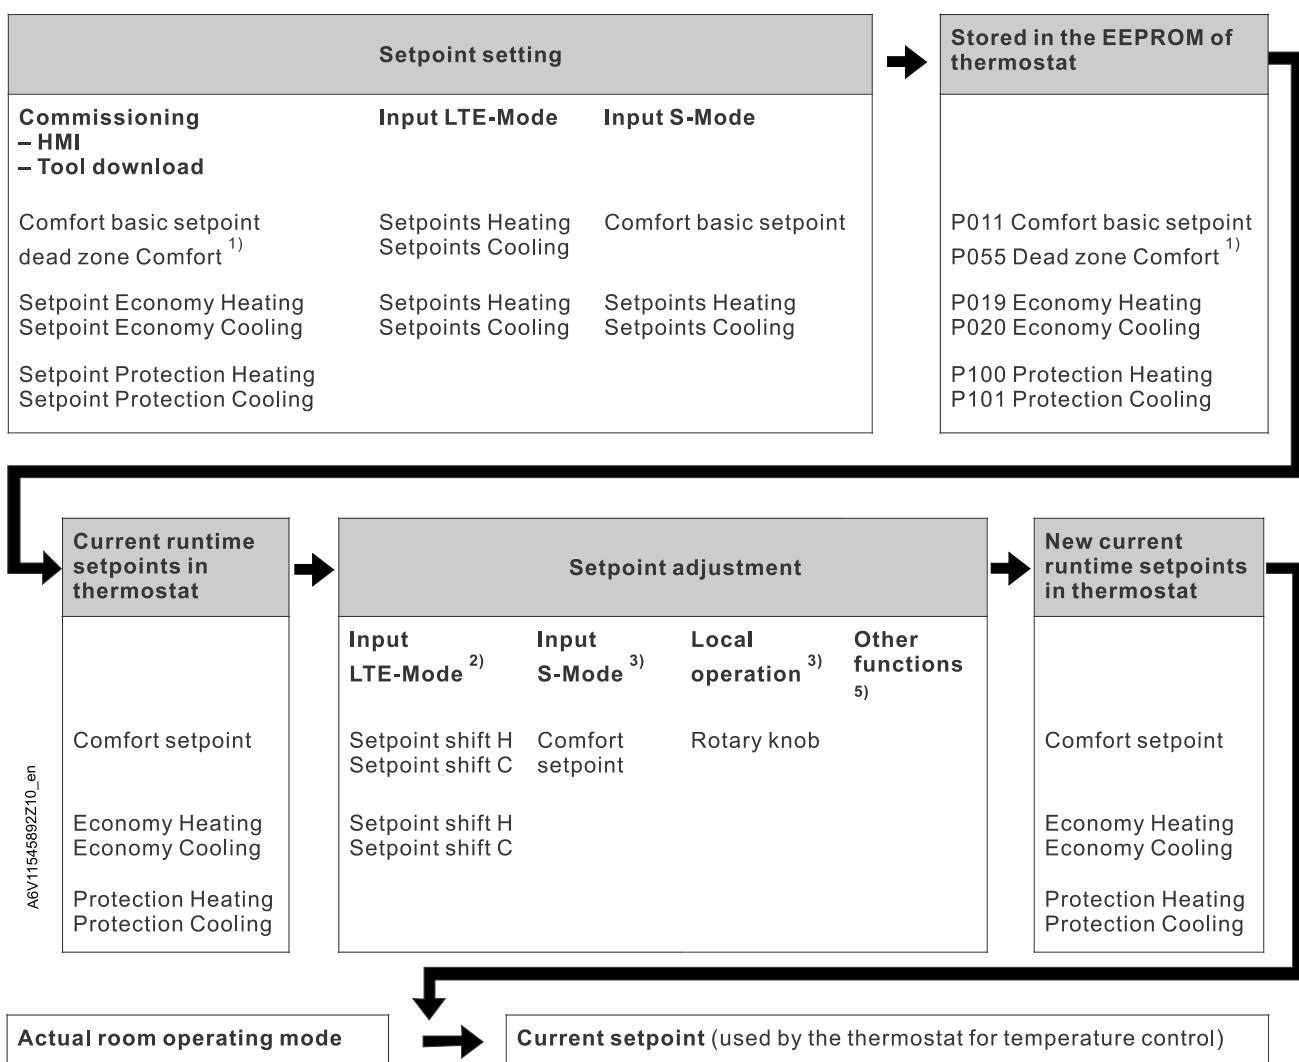 Setpoint setting
Stored in the EEPROM of
thermostat
Commissioning
– HMI
– Tool download
Input LTE-Mode
Input S-Mode
Comfort basic setpoint
dead zone Comfort 1)
Setpoints Heating
Setpoints Cooling
Comfort basic setpoint
P011 Comfort basic setpoint
P055 Dead zone Comfort 1)
Setpoint Economy Heating
Setpoint Economy Cooling
Setpoints Heating
Setpoints Cooling
Setpoints Heating
Setpoints Cooling
P019 Economy Heating
P020 Economy Cooling
Setpoint Protection Heating
Setpoint Protection Cooling
P100 Protection Heating
P101 Protection Cooling
Current runtime
setpoints in
thermostat
Setpoint adjustment
New current
runtime setpoints
in thermostat
Input
LTE-Mode 2)
Input
S-Mode 3)
Local
operation 3)
Other
functions
5)
Comfort setpoint
Setpoint shift H
Setpoint shift C
Comfort
setpoint
Rotary knob
Comfort setpoint
Economy Heating
Economy Cooling
Setpoint shift H
Setpoint shift C
Economy Heating
Economy Cooling
Protection Heating
Protection Cooling
Protection Heating
Protection Cooling
A6V11545892Z10_en
Actual room operating mode
Current setpoint (used by the thermostat for temperature control)